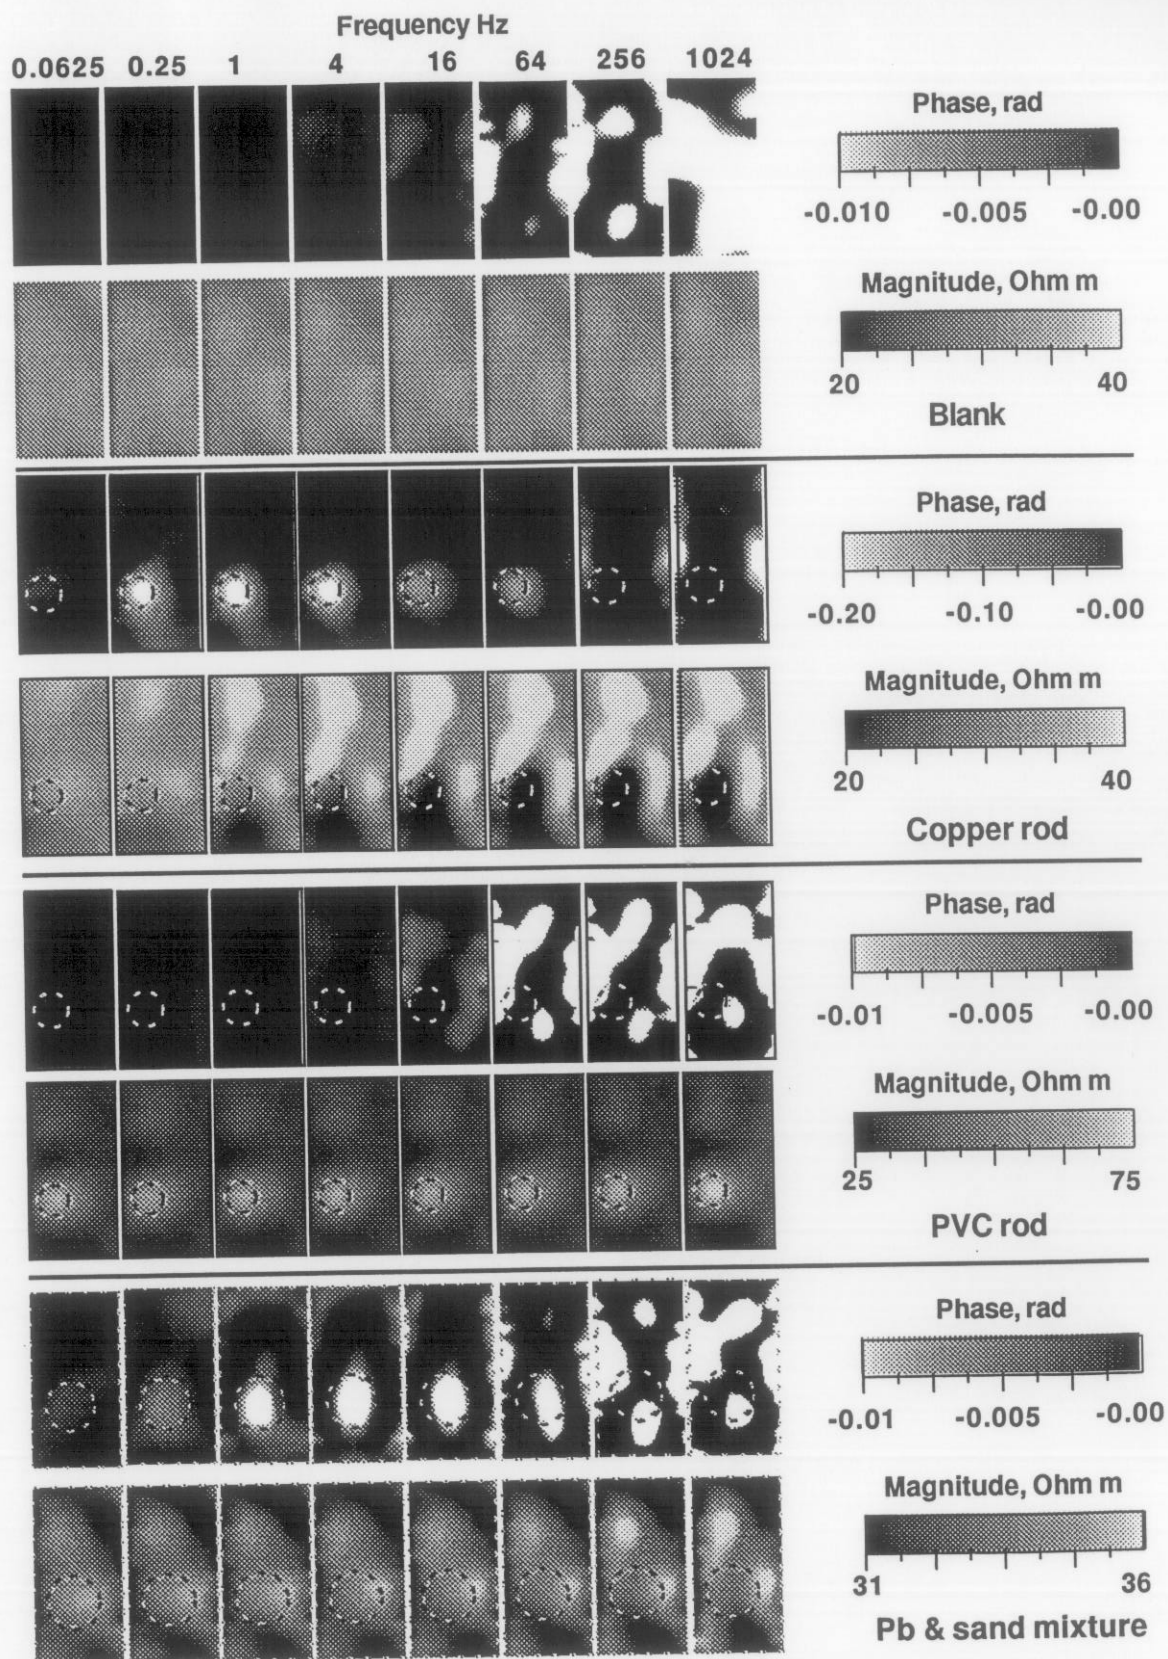 Frequency Hz
0.0625 0.25 1 4 16 64 256 1024
Phase, rad
-0.010 -0.005 -0.00
Magnitude, Ohm m
20 40
Blank
Phase, rad
-0.20 -0.10 -0.00
Magnitude, Ohm m
20 40
Copper rod
Phase, rad
-0.01 -0.005 -0.00
Magnitude, Ohm m
25 75
PVC rod
Phase, rad
-0.01 -0.005 -0.00
Magnitude, Ohm m
31 36
Pb & sand mixture